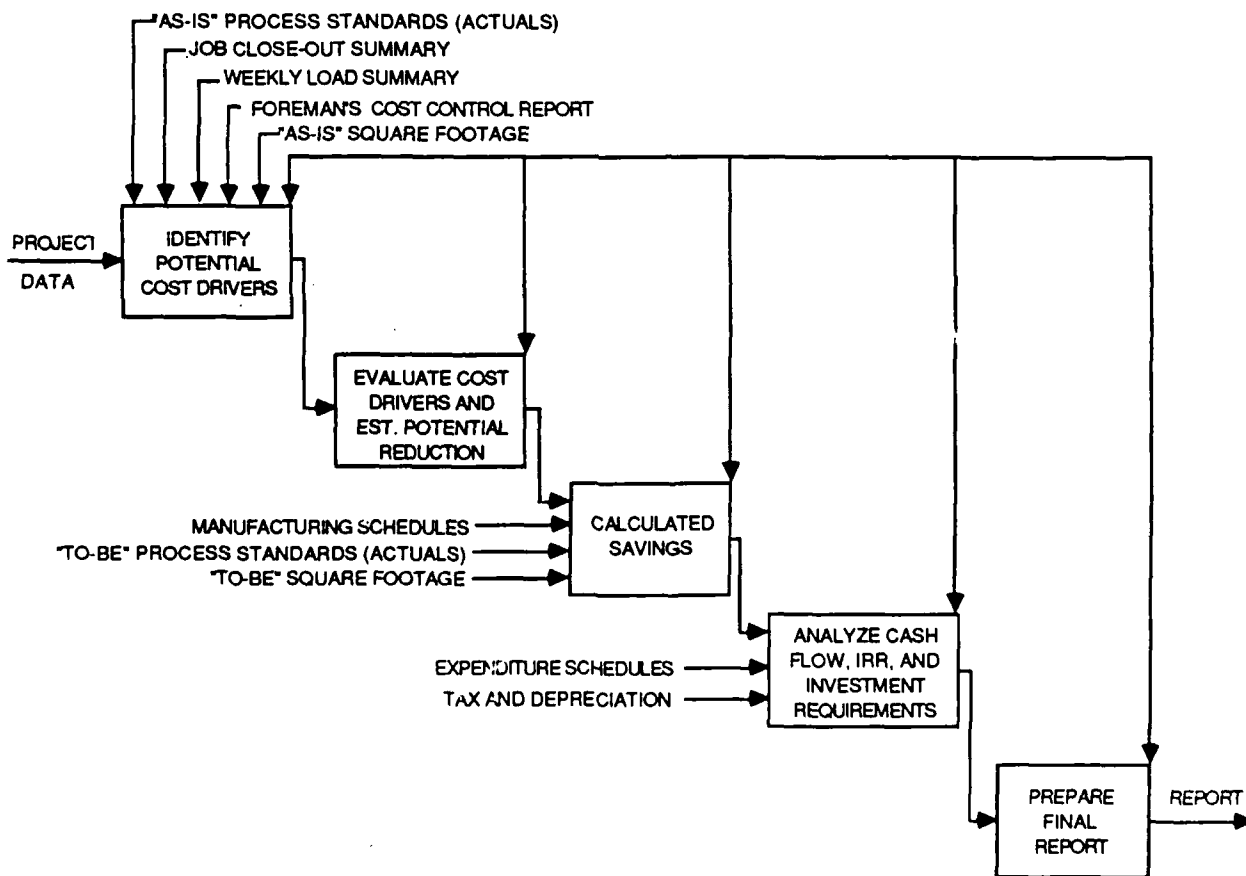 "AS-IS" PROCESS STANDARDS (ACTUALS)
JOB CLOSE-OUT SUMMARY
WEEKLY LOAD SUMMARY
FOREMAN'S COST CONTROL REPORT
"AS-IS" SQUARE FOOTAGE
PROJECT
DATA
IDENTIFY
POTENTIAL
COST DRIVERS
EVALUATE COST
DRIVERS AND
EST. POTENTIAL
REDUCTION
MANUFACTURING SCHEDULES
"TO-BE" PROCESS STANDARDS (ACTUALS)
"TO-BE" SQUARE FOOTAGE
CALCULATED
SAVINGS
EXPENDITURE SCHEDULES
TAX AND DEPRECIATION
ANALYZE CASH
FLOW, IRR, AND
INVESTMENT
REQUIREMENTS
PREPARE
FINAL
REPORT
REPORT